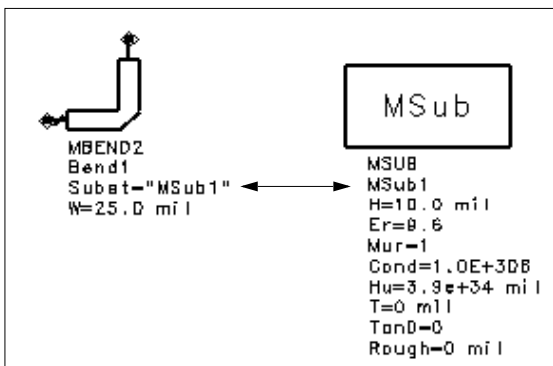 MBEND2
Bend1
Subst="MSub1"
W=25.0 mil
MSub
MSUB
MSub1
H=10.0 mil
Er=9.6
Mur=1
Cond=1.0E+308
Hu=3.9e+34 mil
T=0 mil
TanD=0
Rough=0 mil